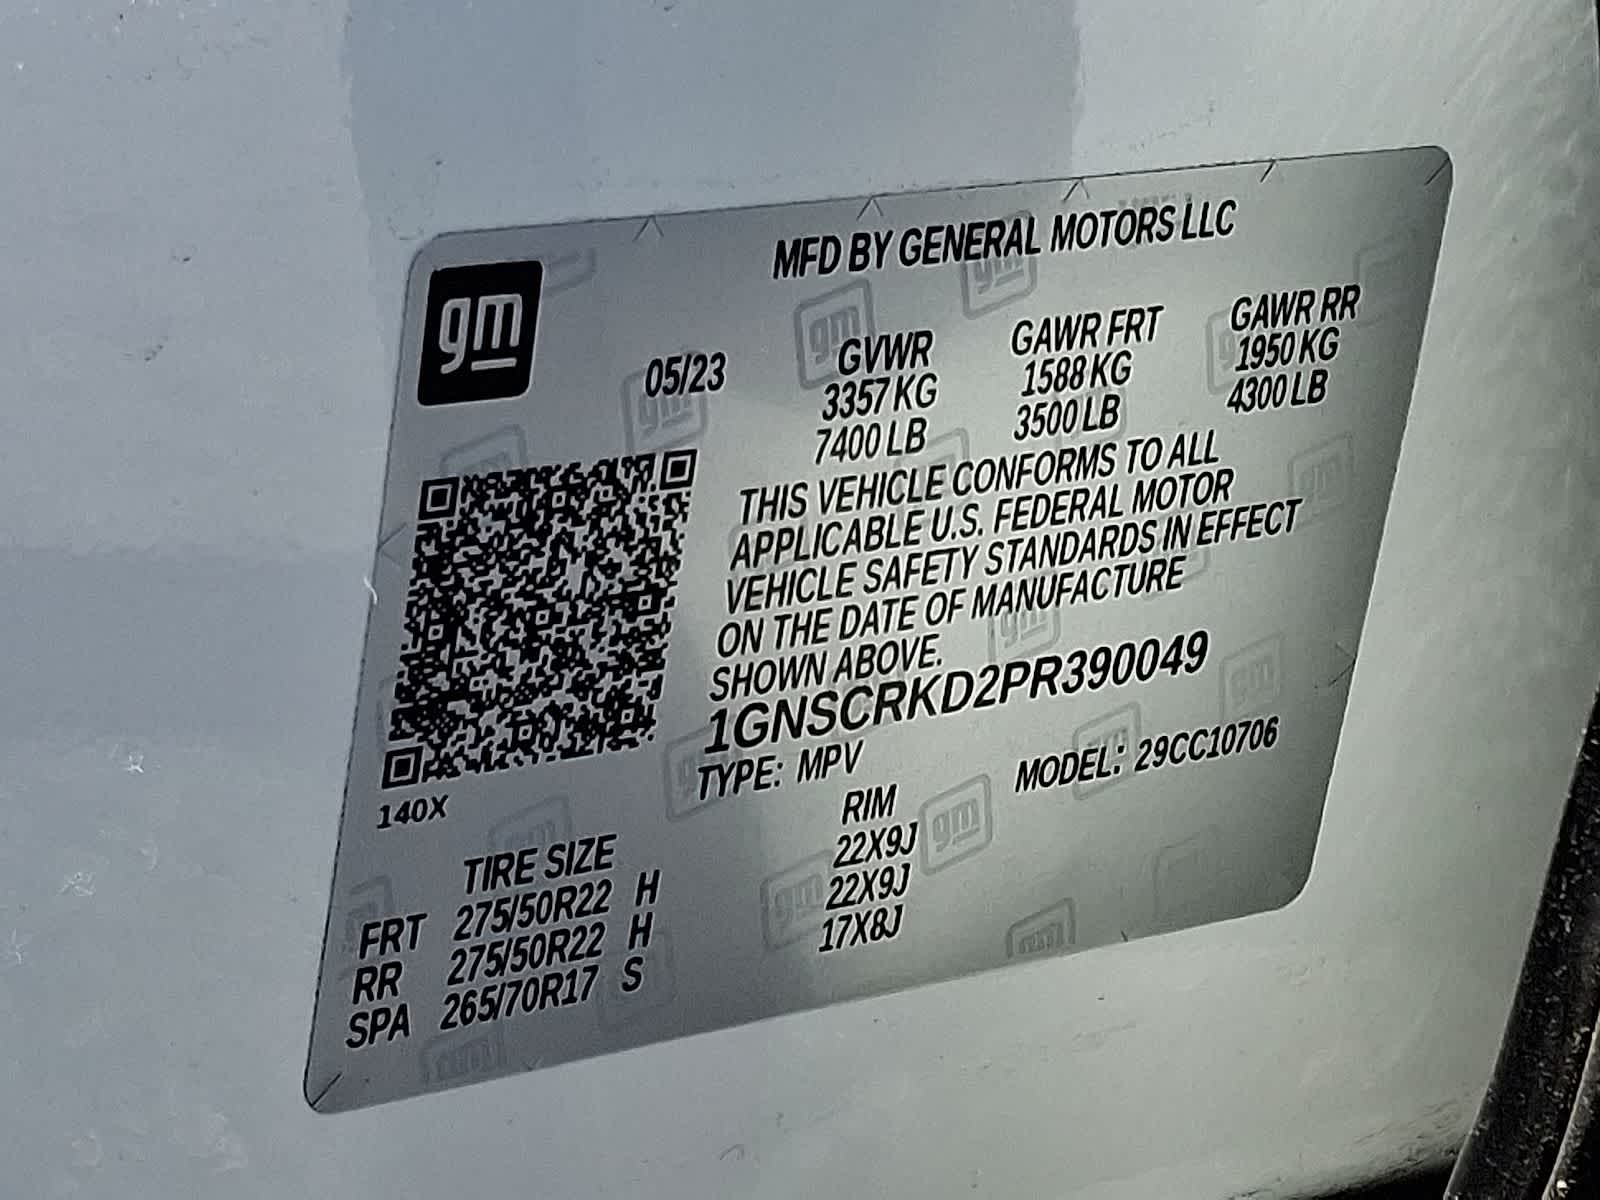 gm
MFD BY GENERAL MOTORS LLC
05/23 GVWR GAWR FRT GAWR RR
3357 KG 1588 KG 1950 KG
7400 LB 3500 LB 4300 LB
THIS VEHICLE CONFORMS TO ALL
APPLICABLE U.S. FEDERAL MOTOR
VEHICLE SAFETY STANDARDS IN EFFECT
ON THE DATE OF MANUFACTURE
SHOWN ABOVE.
1GNSCRKD2PR390049
TYPE: MPV MODEL: 29CC10706
140X
TIRE SIZE RIM
FRT 275/50R22 H 22X9J
RR 275/50R22 H 22X9J
SPA 265/70R17 S 17X8J